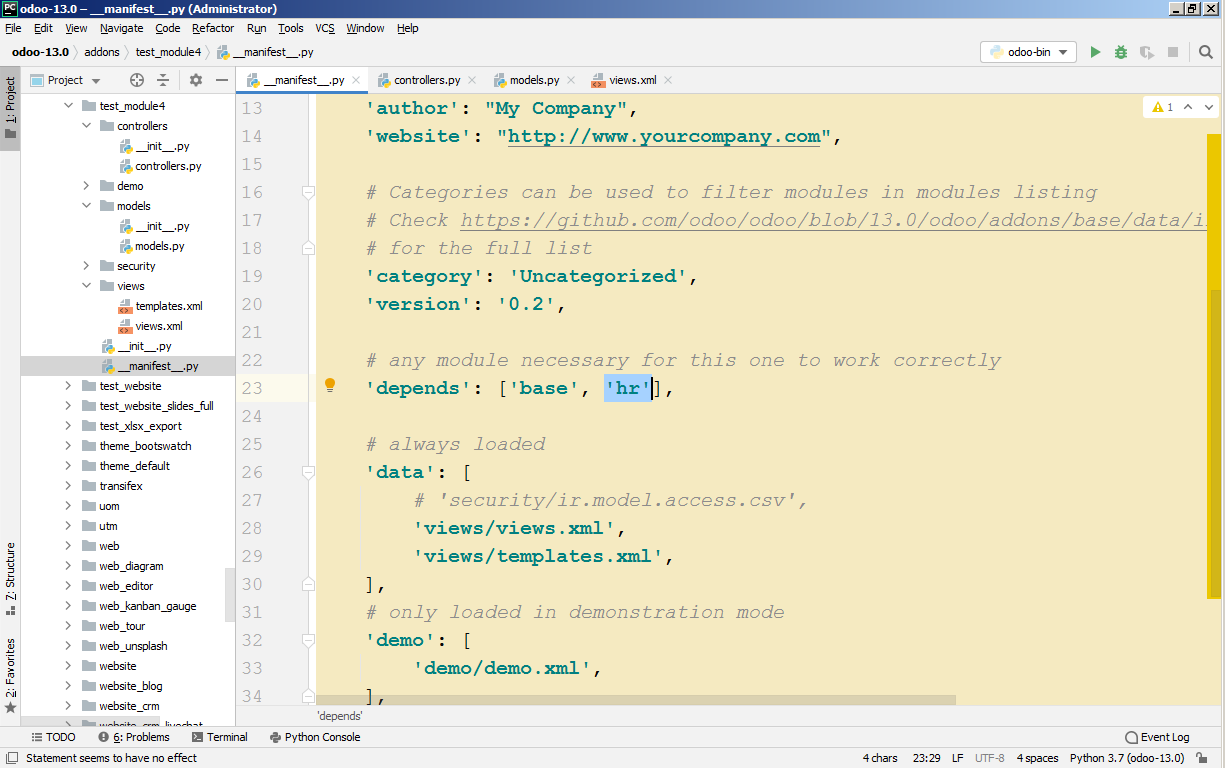 odoo-13.0 – __manifest__.py (Administrator)
File Edit View Navigate Code Refactor Run Tools VCS Window Help
odoo-13.0 addons test_module4 __manifest__.py odoo-bin
1: Project
Z: Structure
2: Favorites
Project
test_module4
controllers
__init__.py
controllers.py
demo
models
__init__.py
models.py
security
views
templates.xml
views.xml
__init__.py
__manifest__.py
test_website
test_website_slides_full
test_xlsx_export
theme_bootswatch
theme_default
transifex
uom
utm
web
web_diagram
web_editor
web_kanban_gauge
web_tour
web_unsplash
website
website_blog
website_crm
website_crm_livechat
__manifest__.py controllers.py models.py views.xml
1
13 'author': "My Company",
14 'website': "http://www.yourcompany.com",
15
16 # Categories can be used to filter modules in modules listing
17 # Check https://github.com/odoo/odoo/blob/13.0/odoo/addons/base/data/i
18 # for the full list
19 'category': 'Uncategorized',
20 'version': '0.2',
21
22 # any module necessary for this one to work correctly
23 'depends': ['base', 'hr'],
24
25 # always loaded
26 'data': [
27 # 'security/ir.model.access.csv',
28 'views/views.xml',
29 'views/templates.xml',
30 ],
31 # only loaded in demonstration mode
32 'demo': [
33 'demo/demo.xml',
34 ],
'depends'
TODO 6: Problems Terminal Python Console Event Log
Statement seems to have no effect 4 chars 23:29 LF UTF-8 4 spaces Python 3.7 (odoo-13.0)